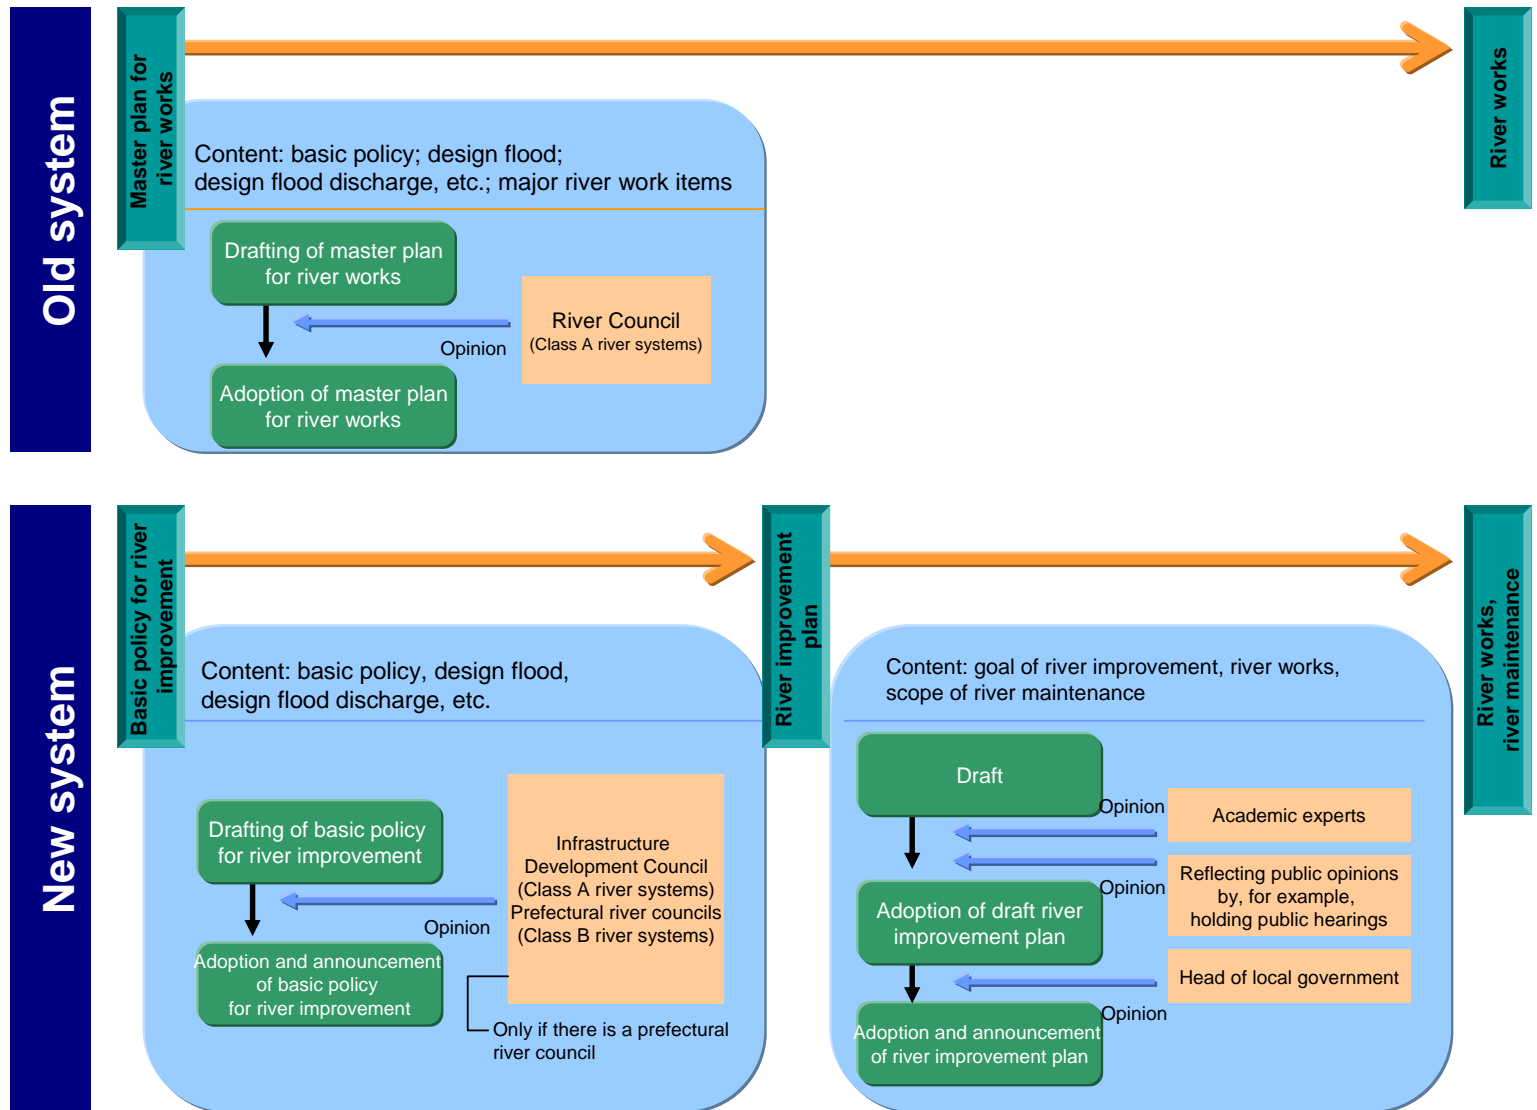 Old system
Master plan for
river works
River works
Content: basic policy; design flood;
design flood discharge, etc.; major river work items
Drafting of master plan
for river works
Opinion
River Council
(Class A river systems)
Adoption of master plan
for river works
New system
Basic policy for river
improvement
River improvement
plan
River works,
river maintenance
Content: basic policy, design flood,
design flood discharge, etc.
Drafting of basic policy
for river improvement
Opinion
Infrastructure
Development Council
(Class A river systems)
Prefectural river councils
(Class B river systems)
Adoption and announcement
of basic policy
for river improvement
Only if there is a prefectural
river council
Content: goal of river improvement, river works,
scope of river maintenance
Draft
Opinion
Academic experts
Opinion
Reflecting public opinions
by, for example,
holding public hearings
Adoption of draft river
improvement plan
Head of local government
Opinion
Adoption and announcement
of river improvement plan